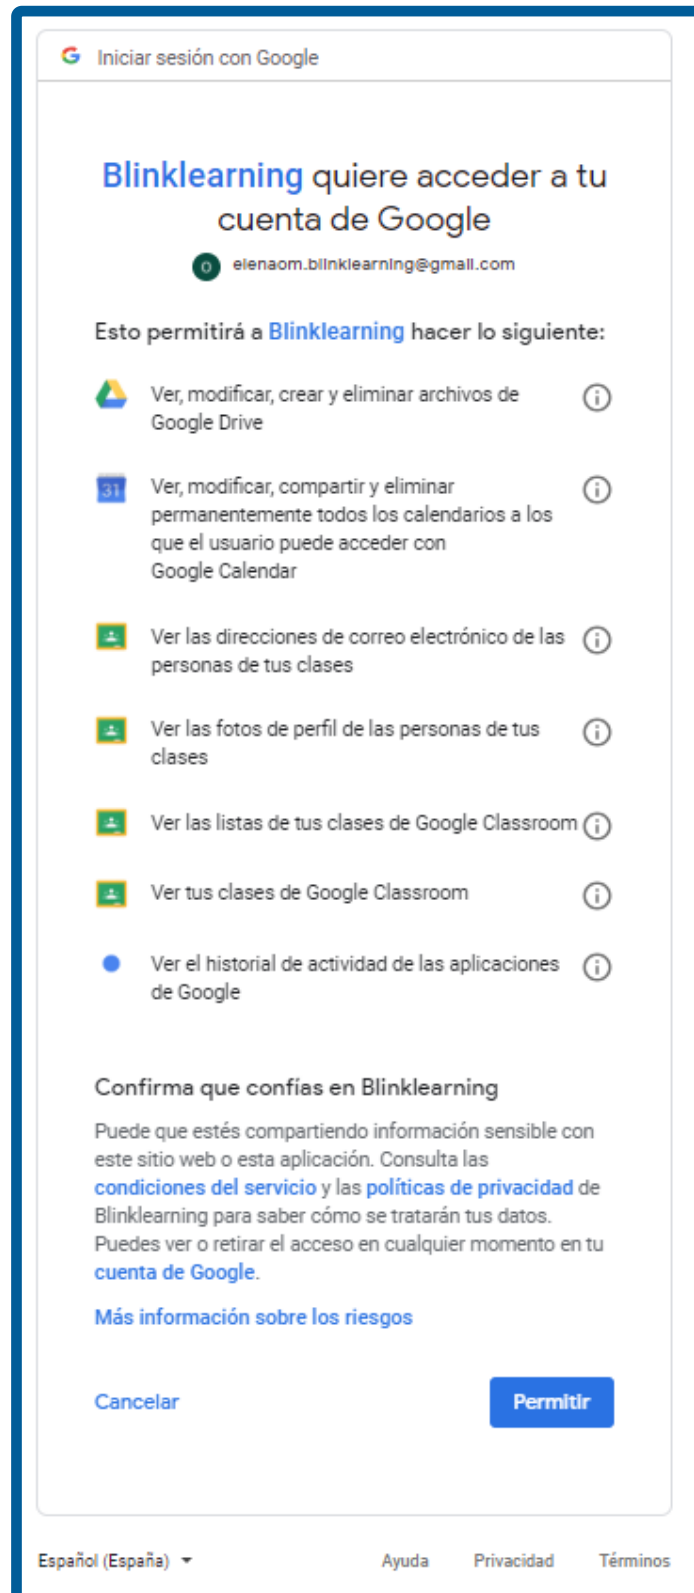 Iniciar sesión con Google
Blinklearning quiere acceder a tu
cuenta de Google
O elenaom.blinklearning@gmail.com
Esto permitirá a Blinklearning hacer lo siguiente:
Ver, modificar, crear y eliminar archivos de
Google Drive
31
Ver, modificar, compartir y eliminar
permanentemente todos los calendarios a los
que el usuario puede acceder con
Google Calendar
Ver las direcciones de correo electrónico de las
personas de tus clases
Ver las fotos de perfil de las personas de tus
clases
Ver las listas de tus clases de Google Classroom
Ver tus clases de Google Classroom
Ver el historial de actividad de las aplicaciones
de Google
Confirma que confías en Blinklearning
Puede que estés compartiendo información sensible con
este sitio web o esta aplicación. Consulta las
condiciones del servicio y las políticas de privacidad de
Blinklearning para saber cómo se tratarán tus datos.
Puedes ver o retirar el acceso en cualquier momento en tu
cuenta de Google.
Más información sobre los riesgos
Cancelar Permitir
Español (España) Ayuda Privacidad Términos